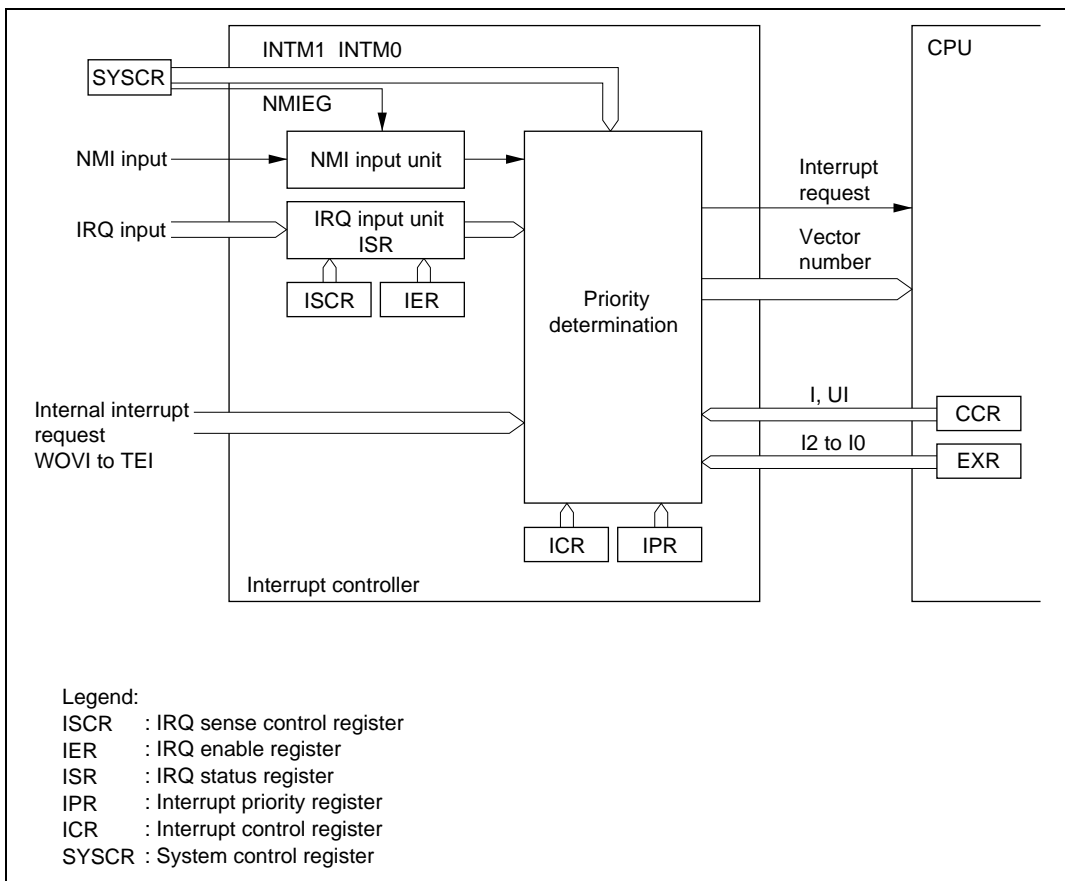 INTM1 INTM0
CPU
SYSCR
NMIEG
NMI input
NMI input unit
Interrupt
request
IRQ input
IRQ input unit
ISR
Vector
number
ISCR
IER
Priority
determination
I, UI
CCR
Internal interrupt
request
WOVI to TEI
I2 to I0
EXR
ICR
IPR
Interrupt controller
Legend:
ISCR : IRQ sense control register
IER : IRQ enable register
ISR : IRQ status register
IPR : Interrupt priority register
ICR : Interrupt control register
SYSCR : System control register